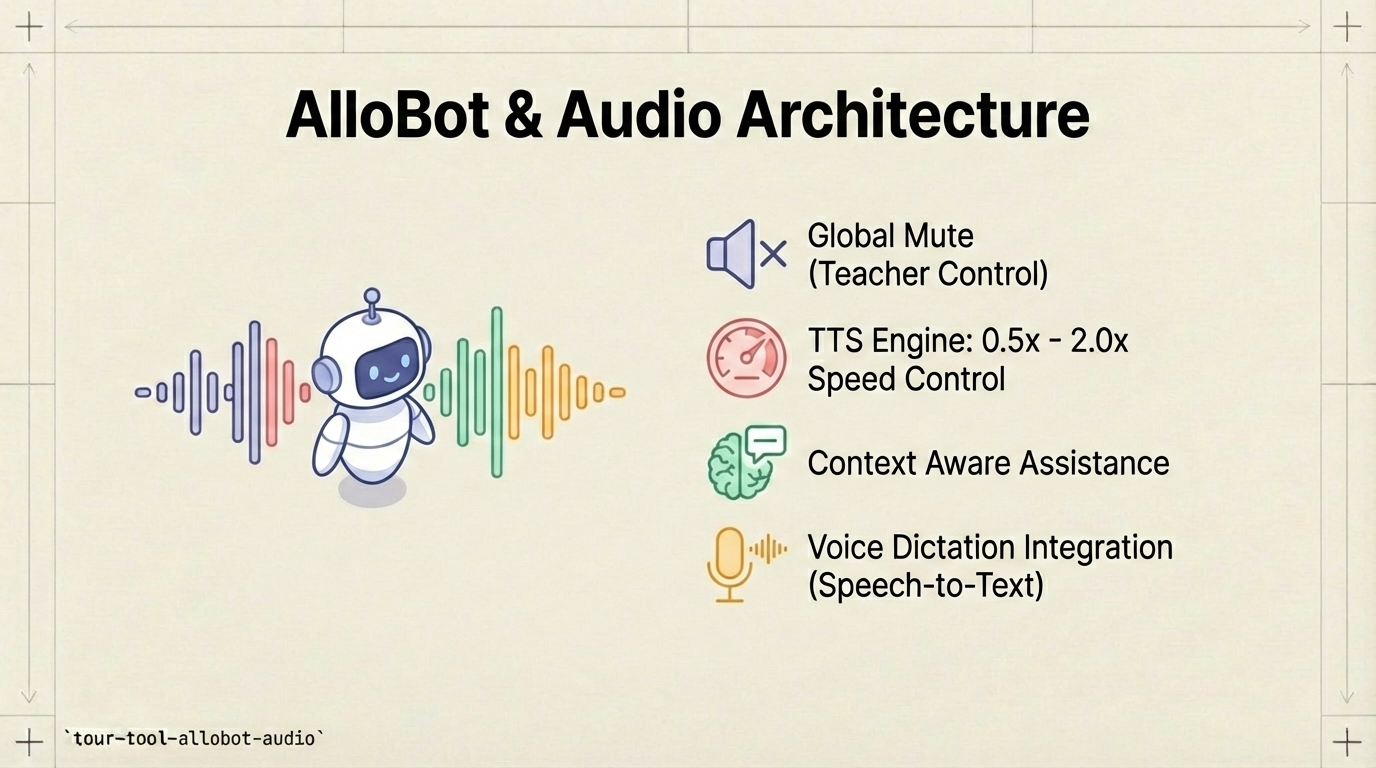 AlloBot & Audio Architecture
Global Mute
(Teacher Control)
TTS Engine: 0.5x - 2.0x
Speed Control
Context Aware Assistance
Voice Dictation Integration
(Speech-to-Text)
`tour-tool-allobot-audio`